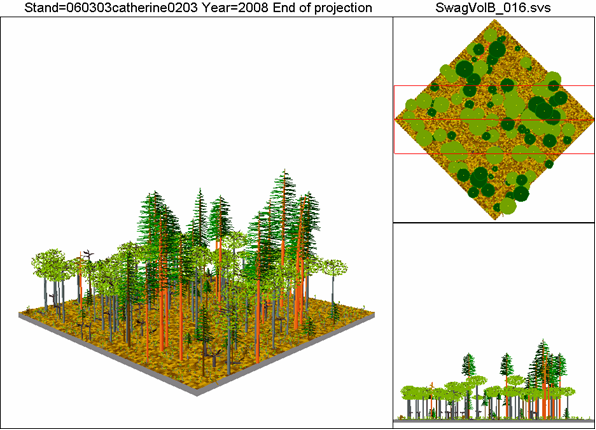 Stand=060303catherine0203 Year=2008 End of projection
SwagVolB_016.svs